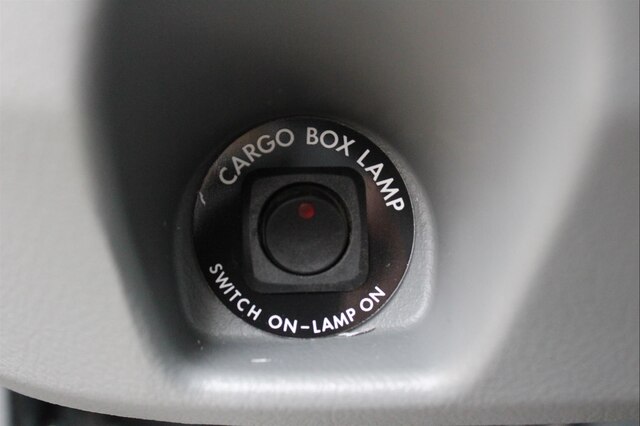 CARGO BOX LAMP
SWITCH ON-LAMP ON